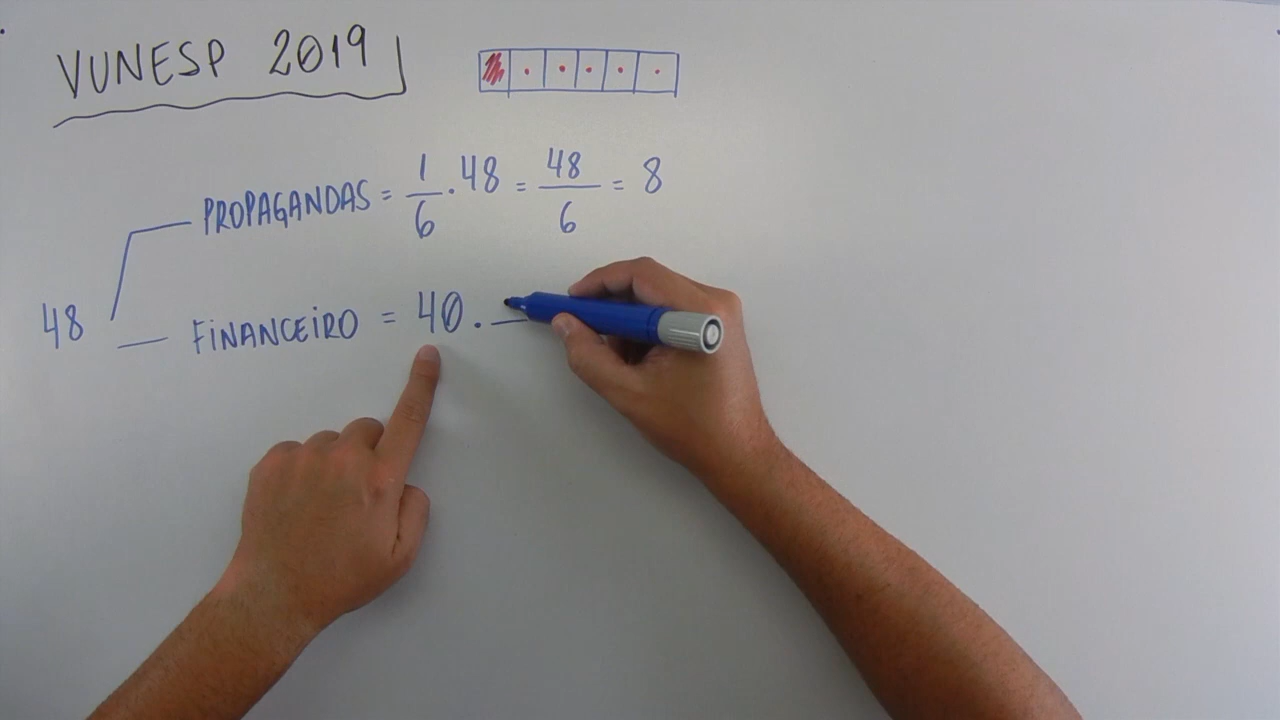 VUNESP 2019
PROPAGANDAS = 1/6 . 48 = 48/6 = 8
48
FINANCEIRO = 40 .